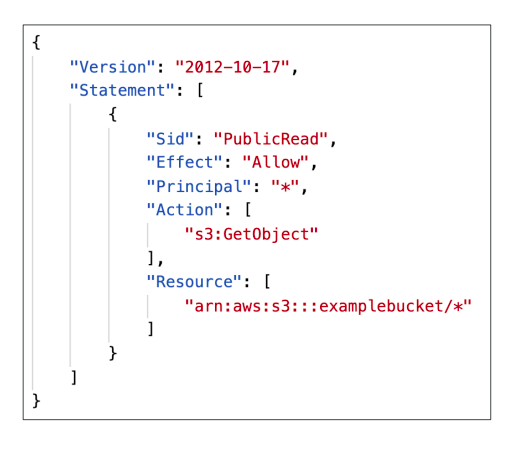 {
    "Version": "2012-10-17",
    "Statement": [
        {
            "Sid": "PublicRead",
            "Effect": "Allow",
            "Principal": "*",
            "Action": [
                "s3:GetObject"
            ],
            "Resource": [
                "arn:aws:s3:::examplebucket/*"
            ]
        }
    ]
}